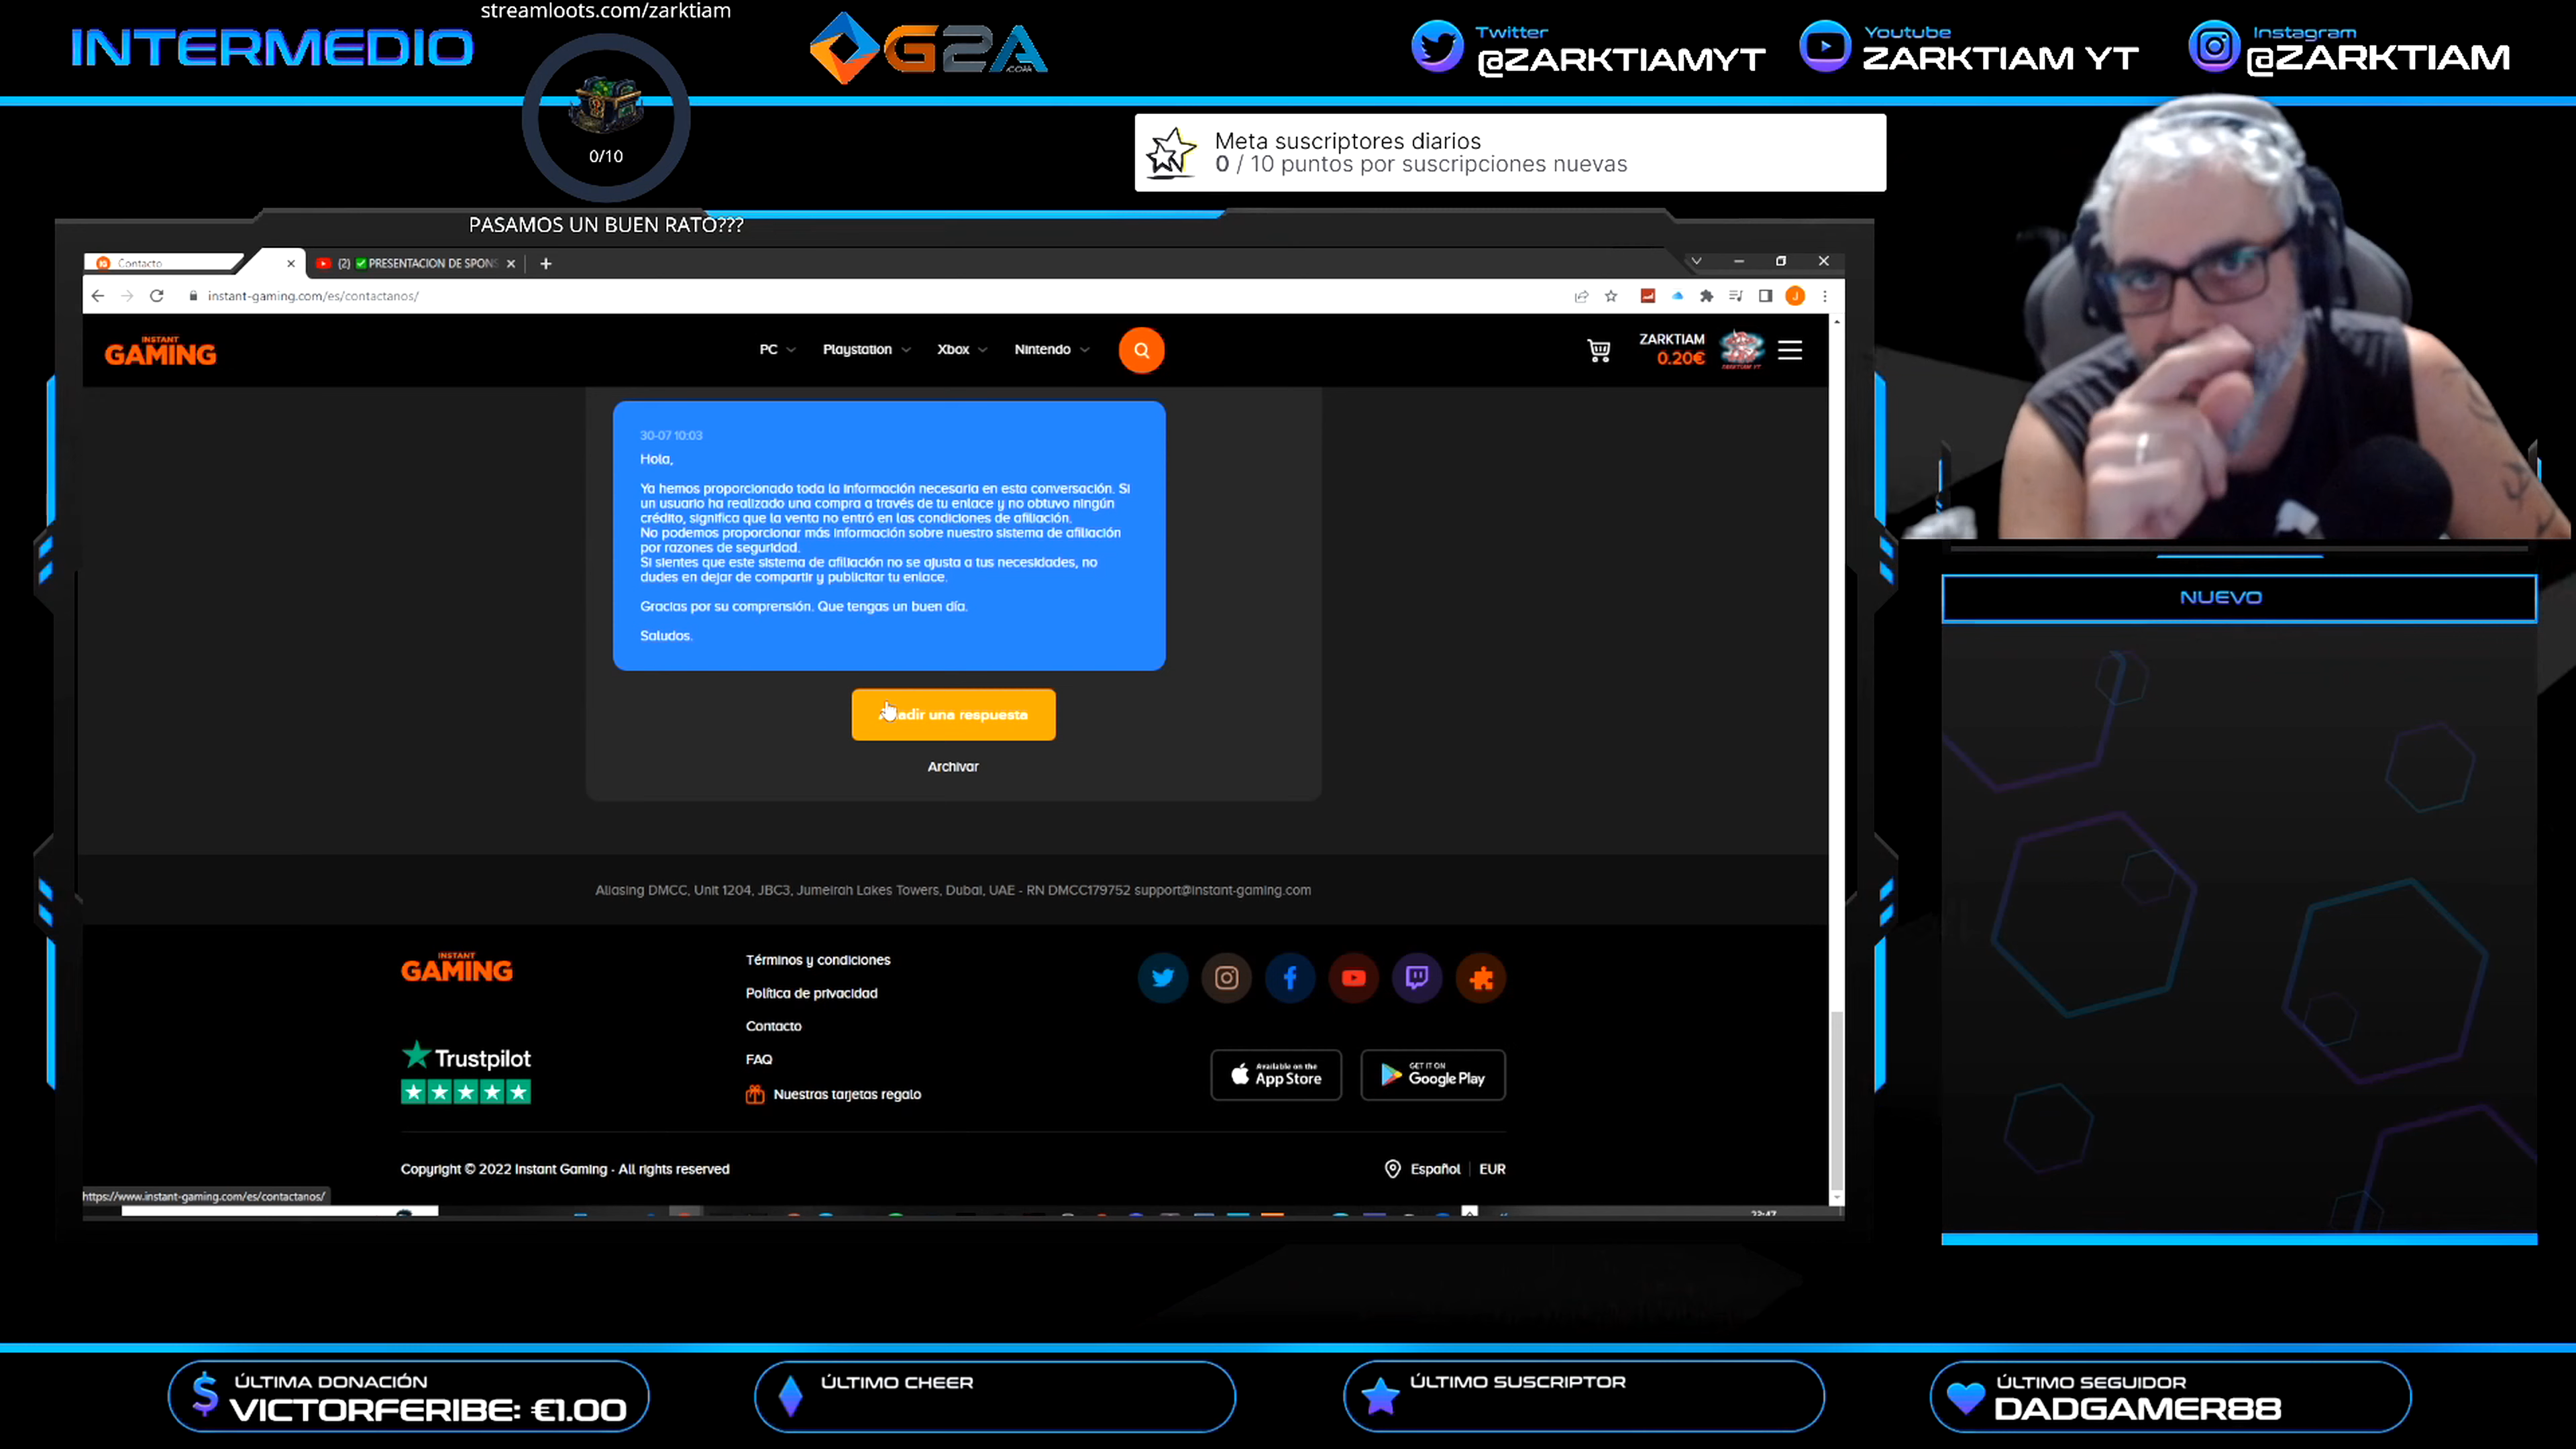 streamloots.com/zarktiam
INTERMEDIO
G2A
.COM
Twitter
@ZARKTIAMYT
Youtube
ZARKTIAM YT
Instagram
@ZARKTIAM
0/10
Meta suscriptores diarios
0 / 10 puntos por suscripciones nuevas
PASAMOS UN BUEN RATO???
Contacto
(2) ✅ PRESENTACION DE SPONS
instant-gaming.com/es/contactanos/
INSTANT
GAMING
PC
Playstation
Xbox
Nintendo
ZARKTIAM
0.20€
30-07 10:03
Hola,
Ya hemos proporcionado toda la información necesaria en esta conversación. Si
un usuario ha realizado una compra a través de tu enlace y no obtuvo ningún
crédito, significa que la venta no entró en las condiciones de afiliación.
No podemos proporcionar más información sobre nuestro sistema de afiliación
por razones de seguridad.
Si sientes que este sistema de afiliación no se ajusta a tus necesidades, no
dudes en dejar de compartir y publicitar tu enlace.
Gracias por su comprensión. Que tengas un buen día.
Saludos.
adir una respuesta
Archivar
NUEVO
Aliasing DMCC, Unit 1204, JBC3, Jumeirah Lakes Towers, Dubai, UAE - RN DMCC179752 support@instant-gaming.com
INSTANT
GAMING
Trustpilot
Términos y condiciones
Política de privacidad
Contacto
FAQ
Nuestras tarjetas regalo
Available on the
App Store
GET IT ON
Google Play
Copyright © 2022 Instant Gaming - All rights reserved
Español
EUR
https://www.instant-gaming.com/es/contactanos/
ÚLTIMA DONACIÓN
VICTORFERIBE: €1.00
ÚLTIMO CHEER
ÚLTIMO SUSCRIPTOR
ÚLTIMO SEGUIDOR
DADGAMER88